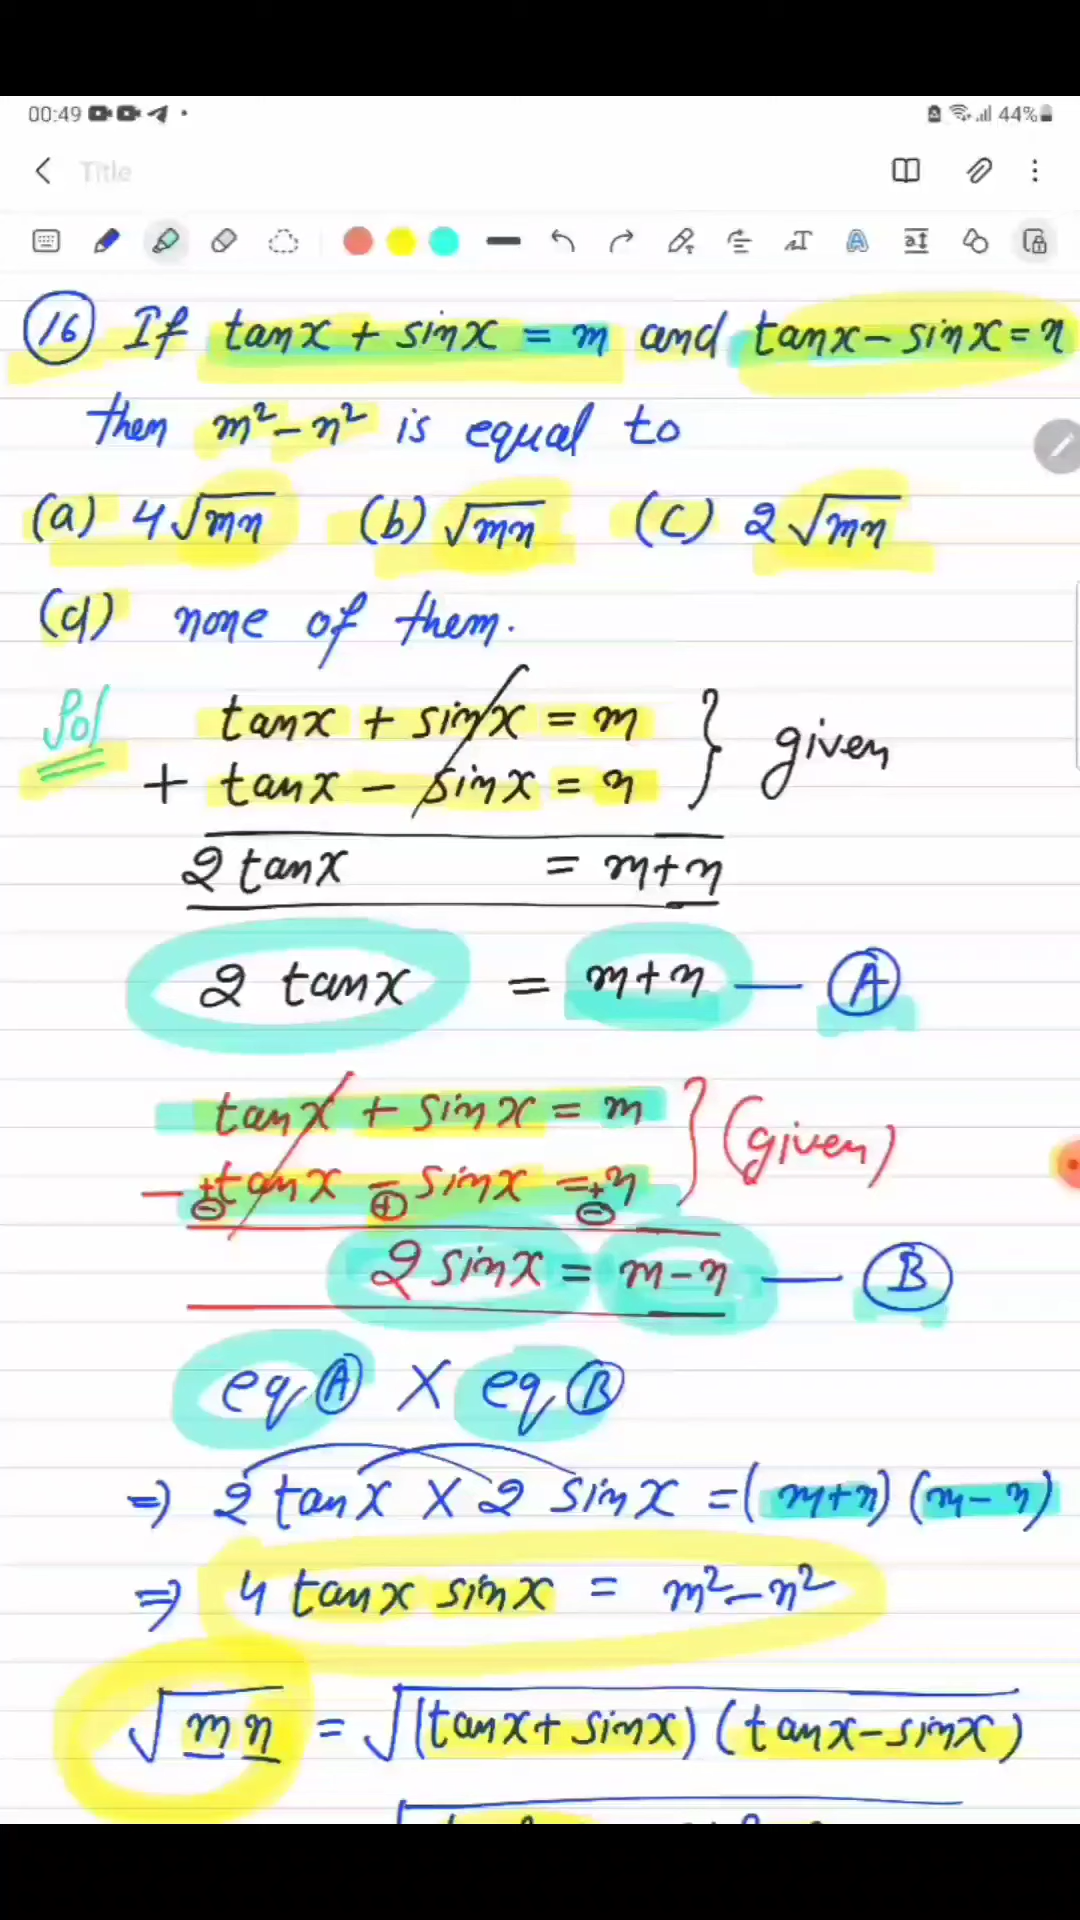 00:49 44%
Title
16 If tanx + sinx = m and tanx - sinx = n
then m² - n² is equal to
(a) 4√mn (b) √mn (c) 2√mn
(d) none of them.
Sol
tanx + sinx = m
+ tanx - sinx = n } given
2 tanx = m+n
2 tanx = m+n — A
tanx + sinx = m
- tanx - sinx = n } (given)
2 sinx = m-n — B
eq A × eq B
⇒ 2 tanx × 2 sinx = (m+n) (m-n)
⇒ 4 tanx sinx = m² - n²
√mn = √(tanx + sinx) (tanx - sinx)